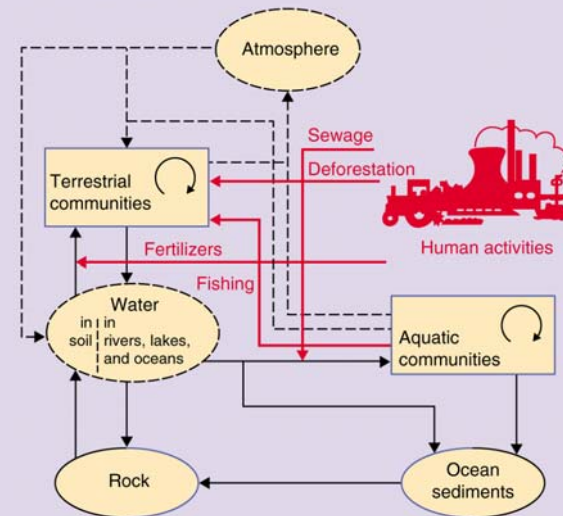 Atmosphere
Sewage
Deforestation
Terrestrial
communities
Human activities
Fertilizers
Fishing
Water
in in
soil rivers, lakes,
and oceans
Aquatic
communities
Rock
Ocean
sediments